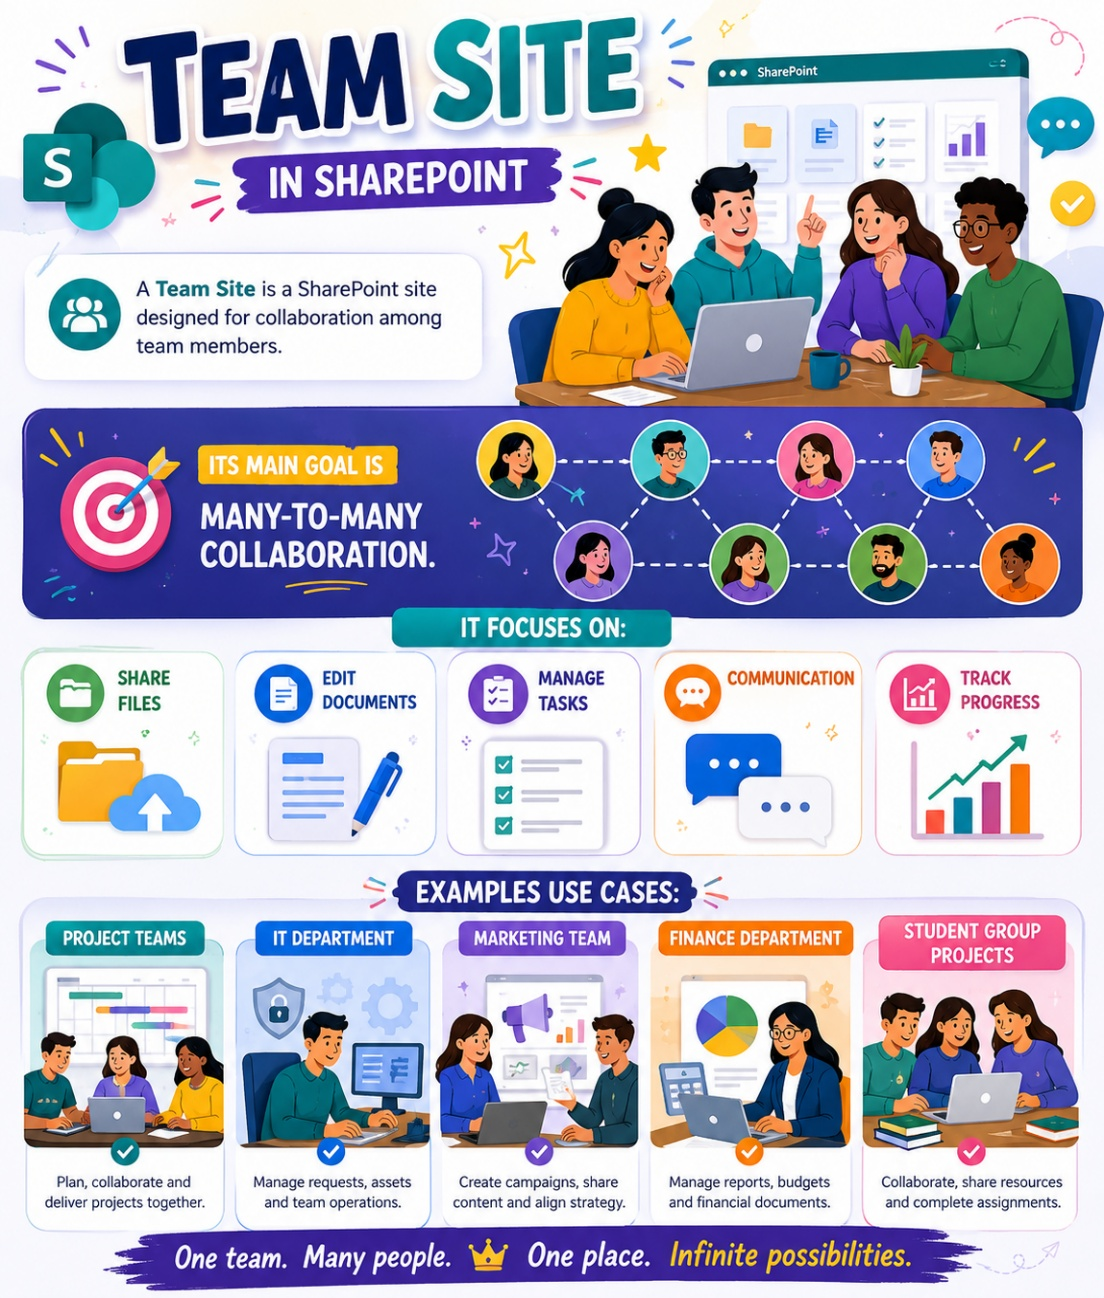 TEAM SITE
IN SHAREPOINT
S
SharePoint
A Team Site is a SharePoint site
designed for collaboration among
team members.
ITS MAIN GOAL IS
MANY-TO-MANY
COLLABORATION.
IT FOCUSES ON:
SHARE
FILES
EDIT
DOCUMENTS
MANAGE
TASKS
COMMUNICATION
TRACK
PROGRESS
EXAMPLES USE CASES:
PROJECT TEAMS
Plan, collaborate and
deliver projects together.
IT DEPARTMENT
Manage requests, assets
and team operations.
MARKETING TEAM
Create campaigns, share
content and align strategy.
FINANCE DEPARTMENT
Manage reports, budgets
and financial documents.
STUDENT GROUP
PROJECTS
Collaborate, share resources
and complete assignments.
One team. Many people. One place. Infinite possibilities.